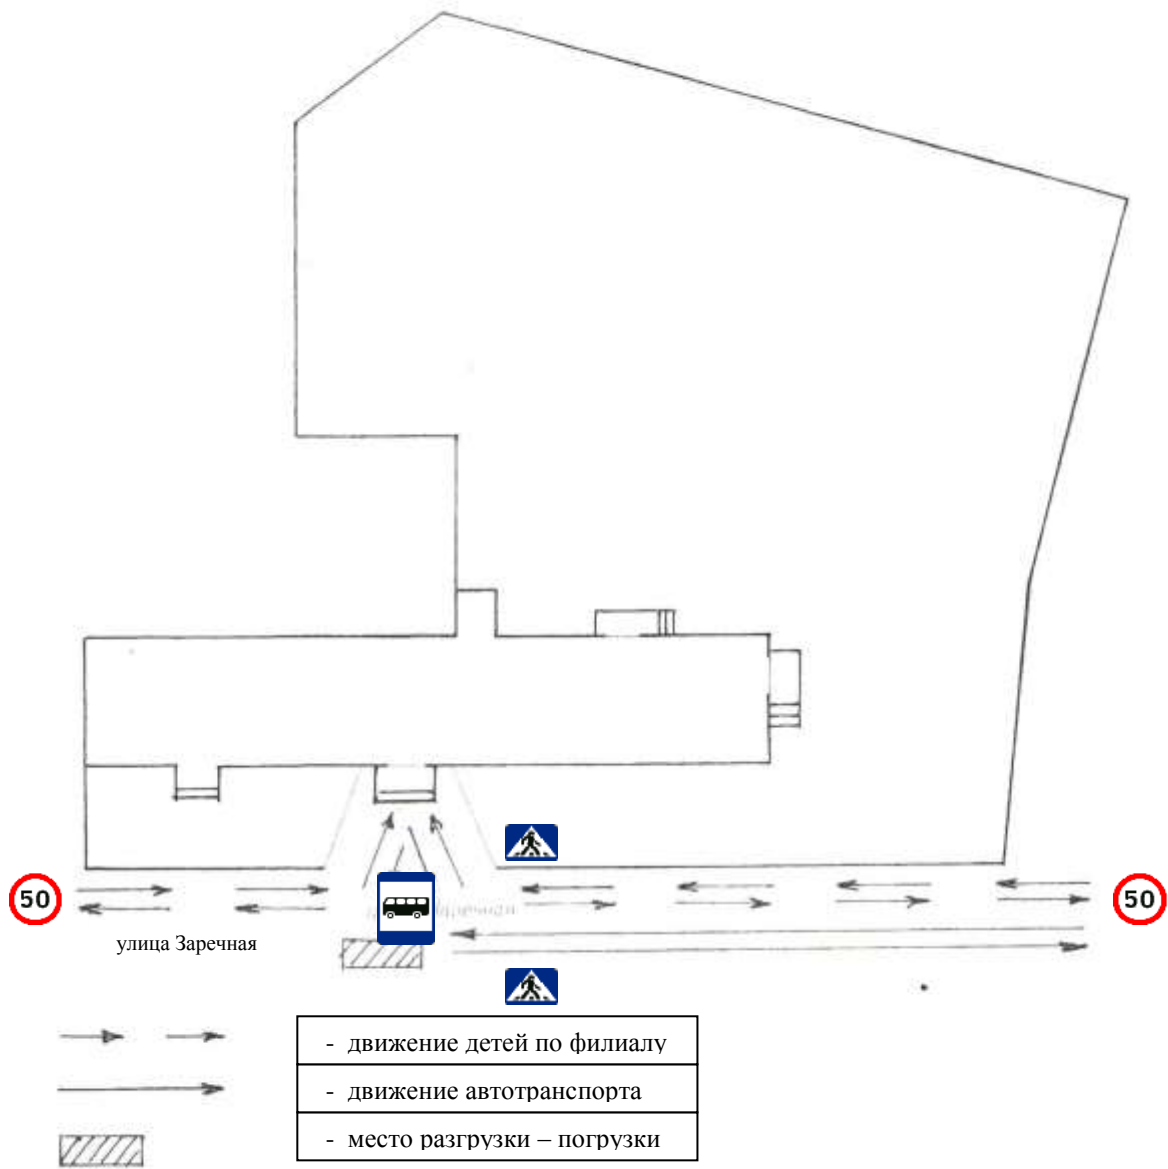 50
50
улица Заречная
- движение детей по филиалу
- движение автотранспорта
- место разгрузки – погрузки